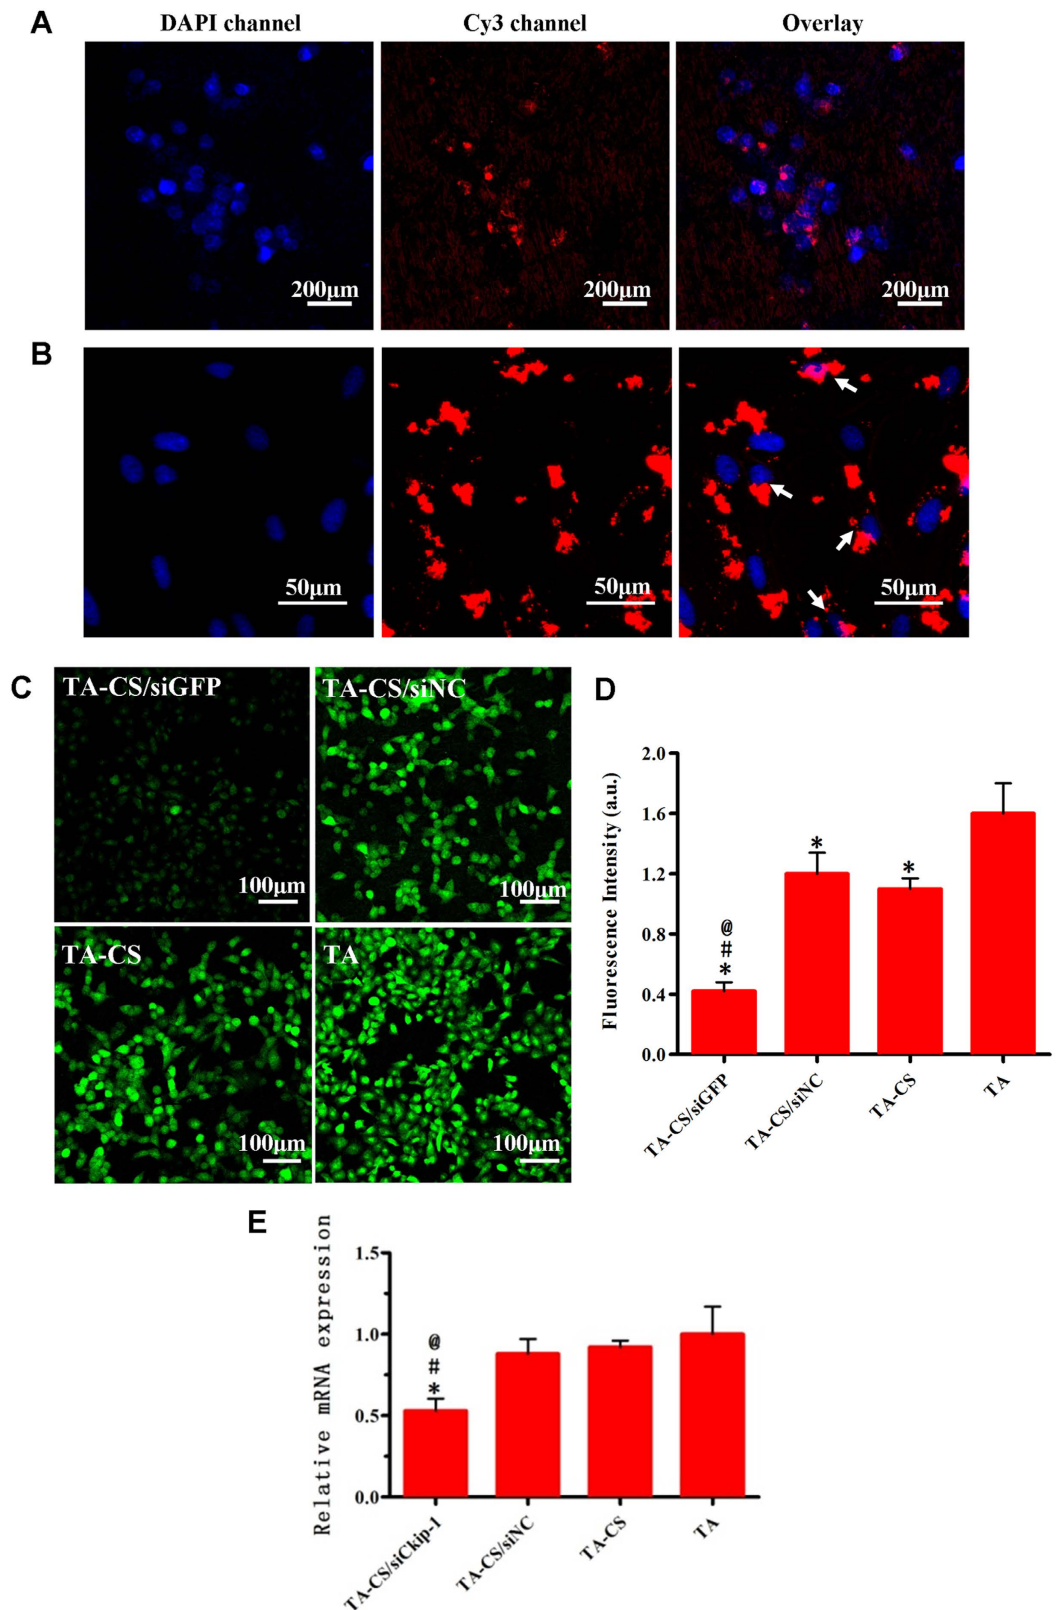 A
DAPI channel
Cy3 channel
Overlay
200μm
200μm
200μm
B
50μm
50μm
50μm
C
TA-CS/siGFP
TA-CS/siNC
100μm
100μm
TA-CS
TA
100μm
100μm
D
Fluorescence Intensity (a.u.)
2.0
1.6
1.2
0.8
0.4
0.0
@
#
*
*
*
TA-CS/siGFP
TA-CS/siNC
TA-CS
TA
E
Relative mRNA expression
1.5
1.0
0.5
0.0
@
#
*
TA-CS/siCkip-1
TA-CS/siNC
TA-CS
TA